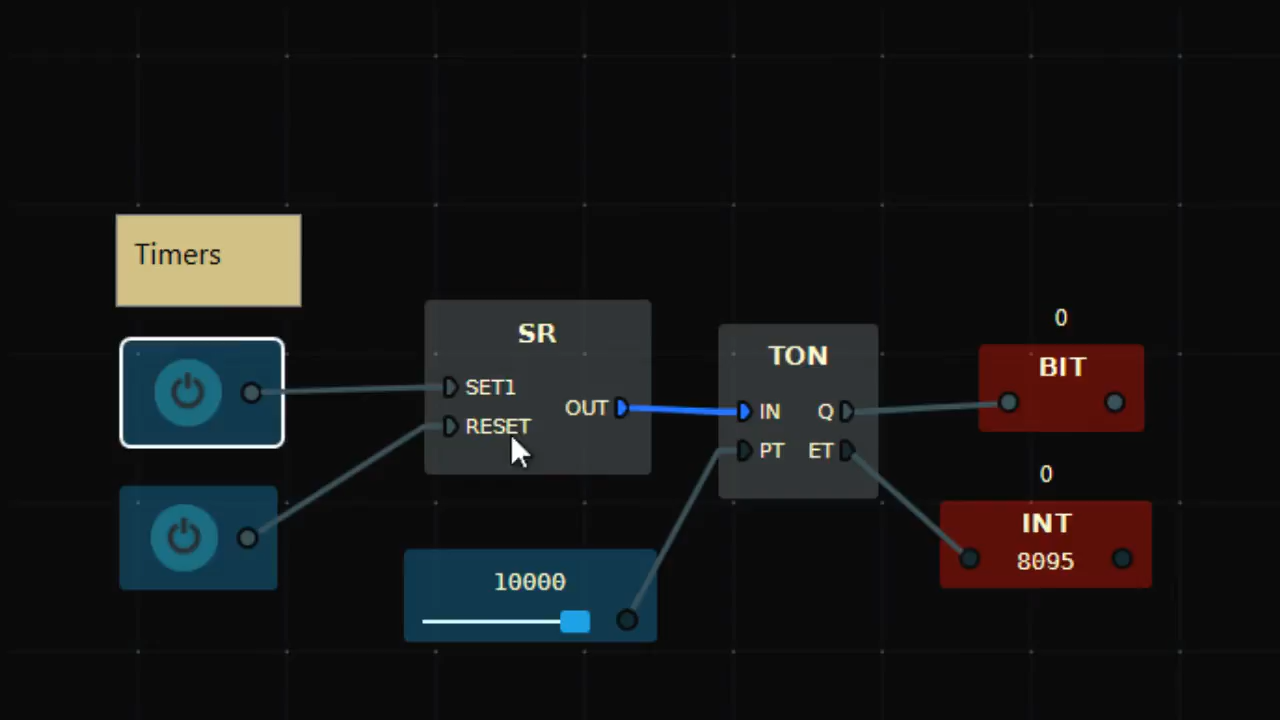 Timers
SR
SET1
RESET
OUT
10000
TON
IN
PT
Q
ET
0
BIT
0
INT
8095